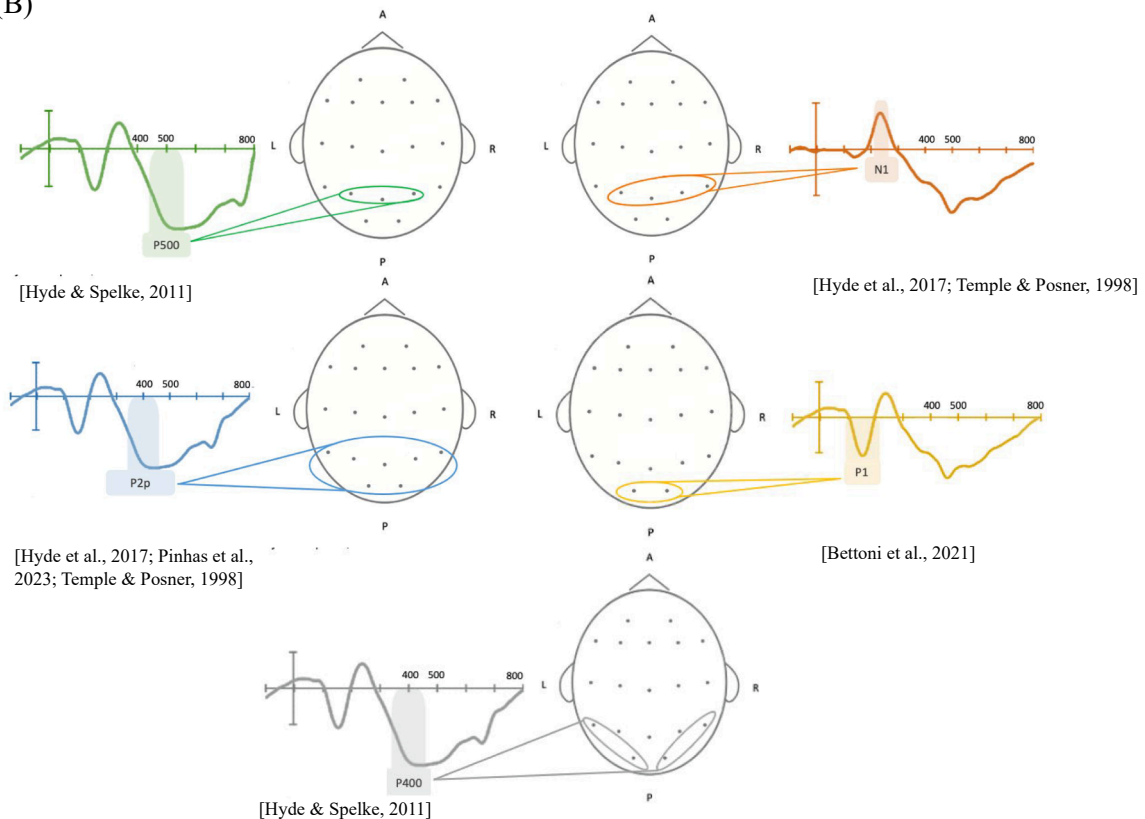 (B)
A
A
400 500 800
L
R
L
R
400 500 800
N1
P500
P
P
[Hyde & Spelke, 2011]
[Hyde et al., 2017; Temple & Posner, 1998]
A
A
400 500 800
L
R
L
R
400 500 800
P2p
P1
P
P
[Hyde et al., 2017; Pinhas et al.,
2023; Temple & Posner, 1998]
[Bettoni et al., 2021]
A
400 500 800
L
R
P400
P
[Hyde & Spelke, 2011]